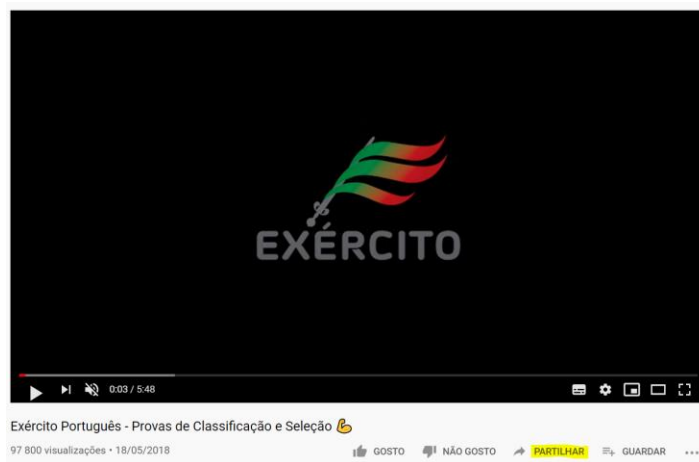 EXÉRCITO
0:03 / 5:48
Exército Português - Provas de Classificação e Seleção 💪
97 800 visualizações • 18/05/2018 GOSTO NÃO GOSTO PARTILHAR GUARDAR ...